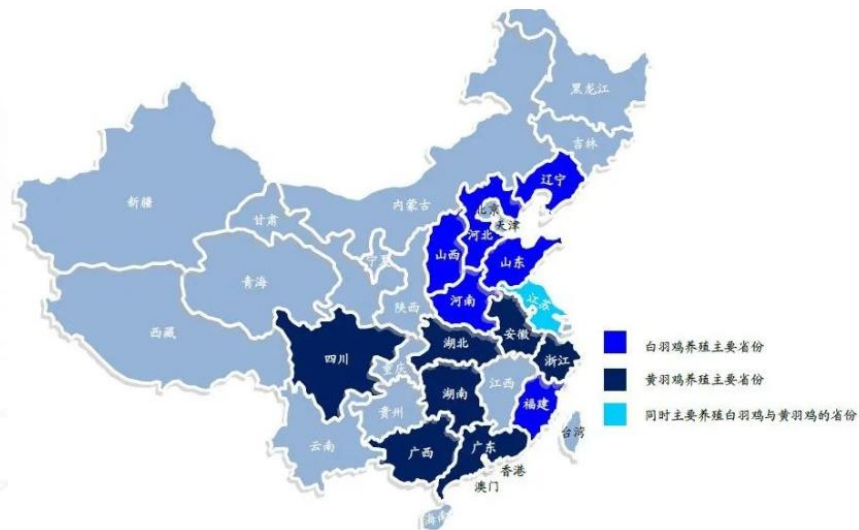 黑龙江
吉林
辽宁
新疆
内蒙古
甘肃
北京
天津
河北
宁夏
山西
山东
青海
河南
陕西
江苏
西藏
安徽
湖北
四川
浙江
重庆
江西
湖南
福建
贵州
台湾
云南
广西
广东
香港
澳门
海南
白羽鸡养殖主要省份
黄羽鸡养殖主要省份
同时主要养殖白羽鸡与黄羽鸡的省份